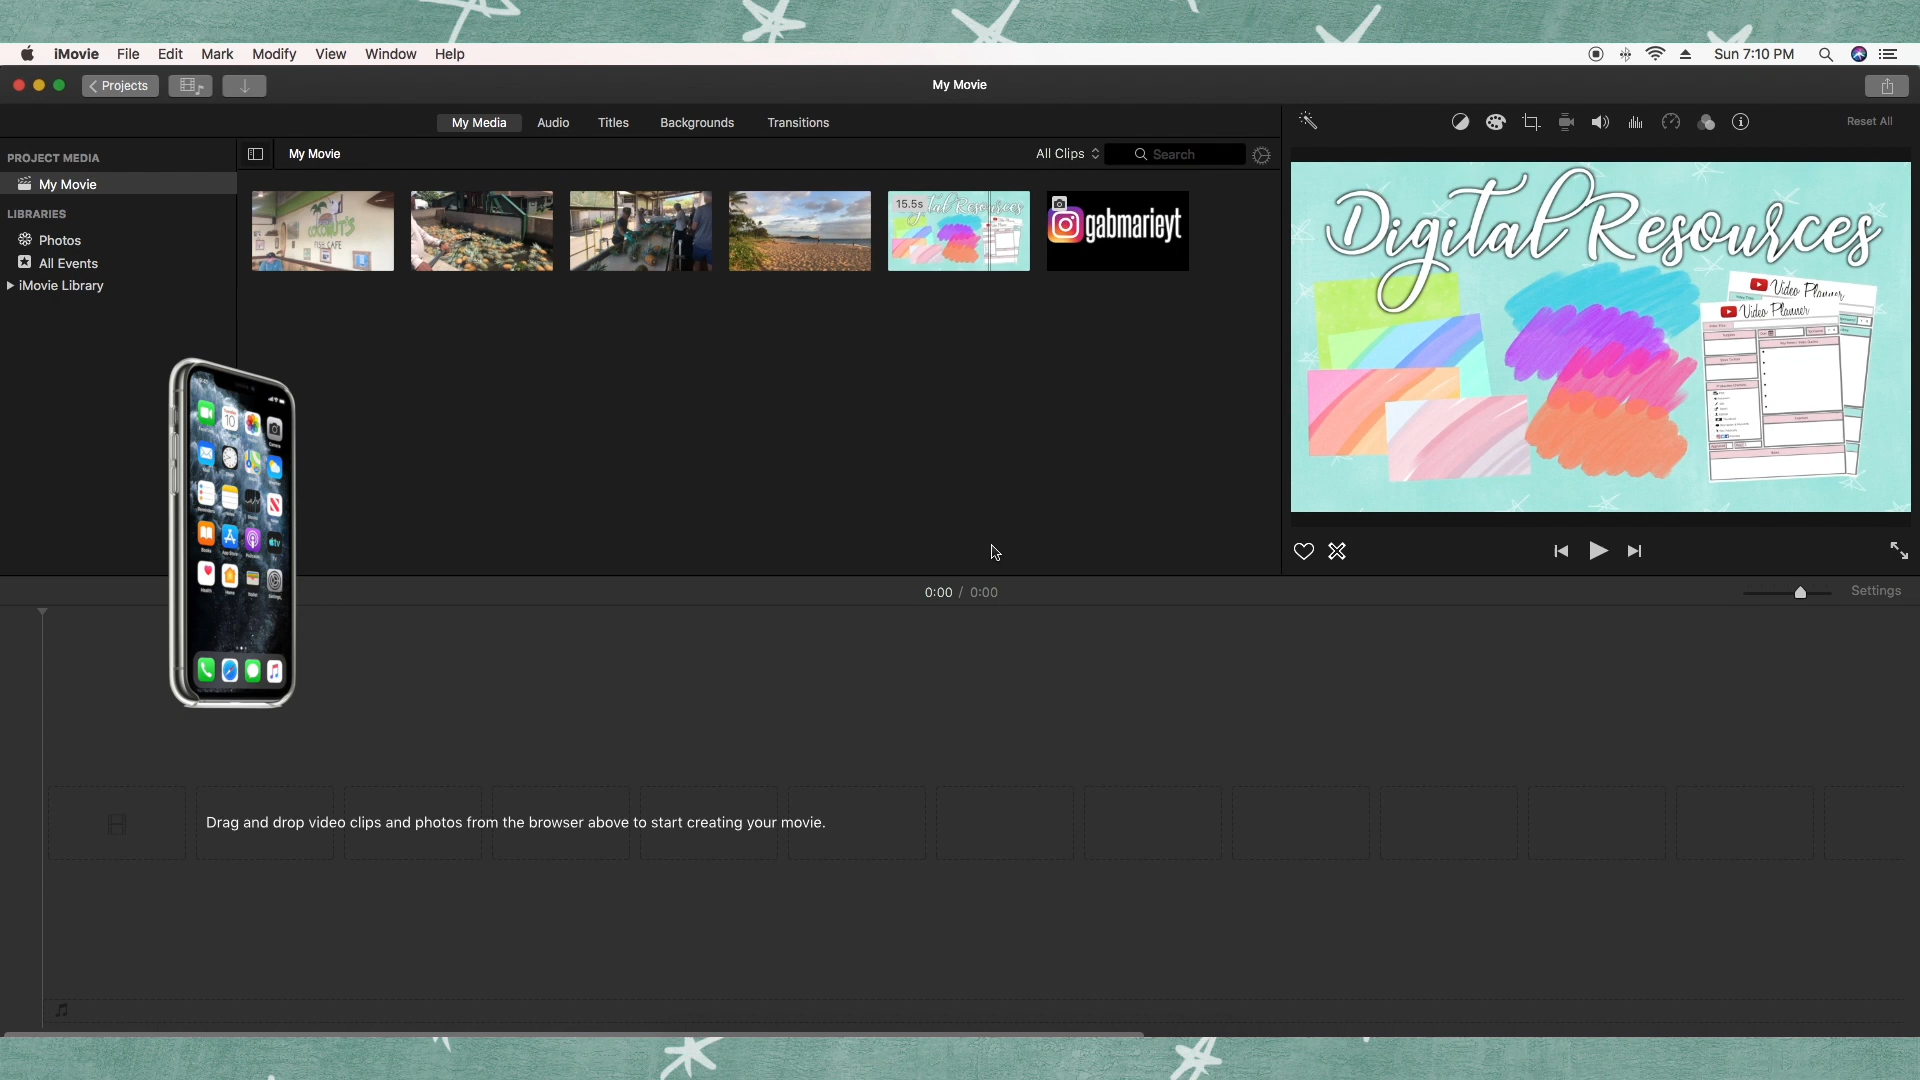 iMovie File Edit Mark Modify View Window Help
Sun 7:10 PM
Projects
My Movie
My Media Audio Titles Backgrounds Transitions
Reset All
PROJECT MEDIA
My Movie
All Clips
Search
My Movie
LIBRARIES
Photos
All Events
iMovie Library
COCONUT'S
FISH CAFE
15.5s
gabmarieyt
Digital Resources
Video Planner
Video Planner
0:00 / 0:00
Settings
Drag and drop video clips and photos from the browser above to start creating your movie.